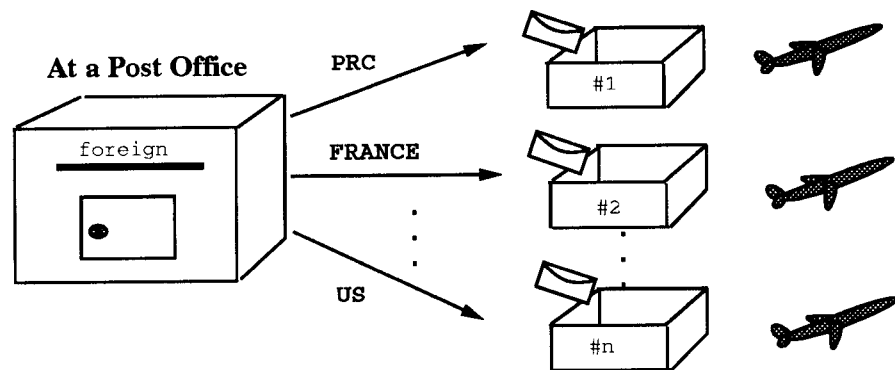 At a Post Office
foreign
PRC
FRANCE
US
#1
#2
#n